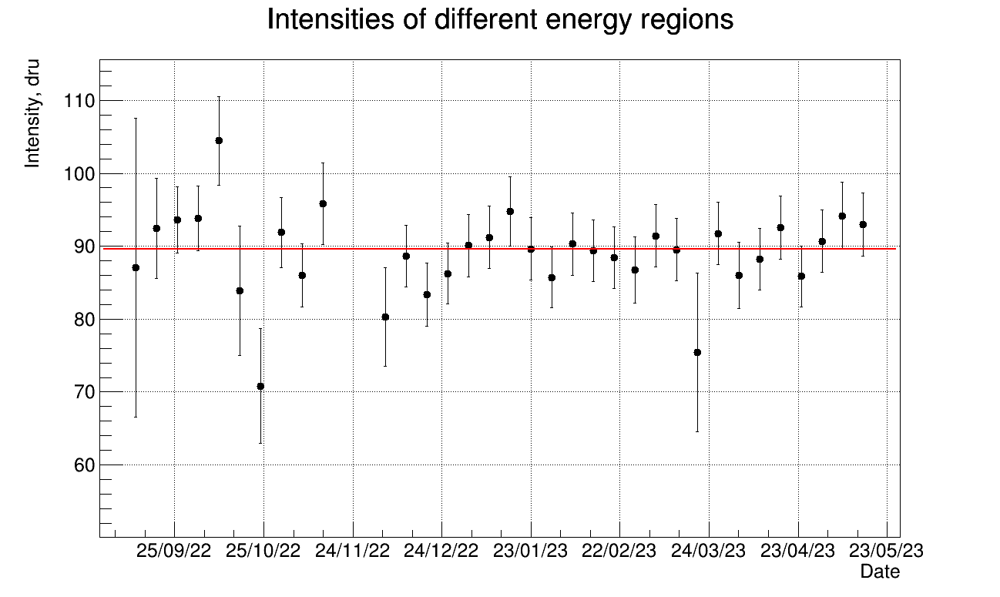 Intensities of different energy regions
Intensity, dru
110
100
90
80
70
60
25/09/22 25/10/22 24/11/22 24/12/22 23/01/23 22/02/23 24/03/23 23/04/23 23/05/23
Date